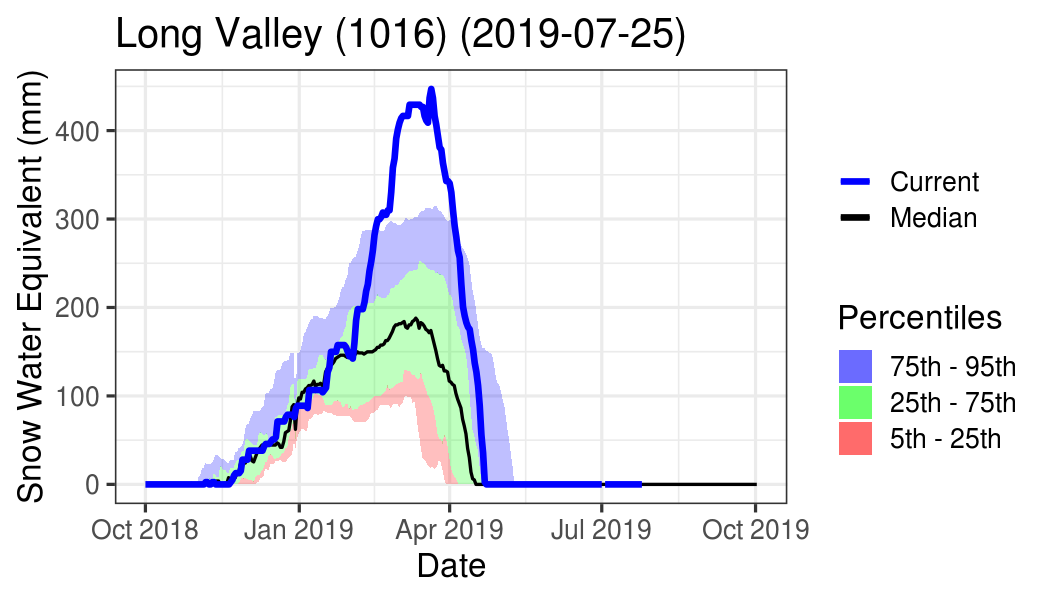 Long Valley (1016) (2019-07-25)
Snow Water Equivalent (mm)
400
300
200
100
0
Oct 2018 Jan 2019 Apr 2019 Jul 2019 Oct 2019
Date
Current
Median
Percentiles
75th - 95th
25th - 75th
5th - 25th